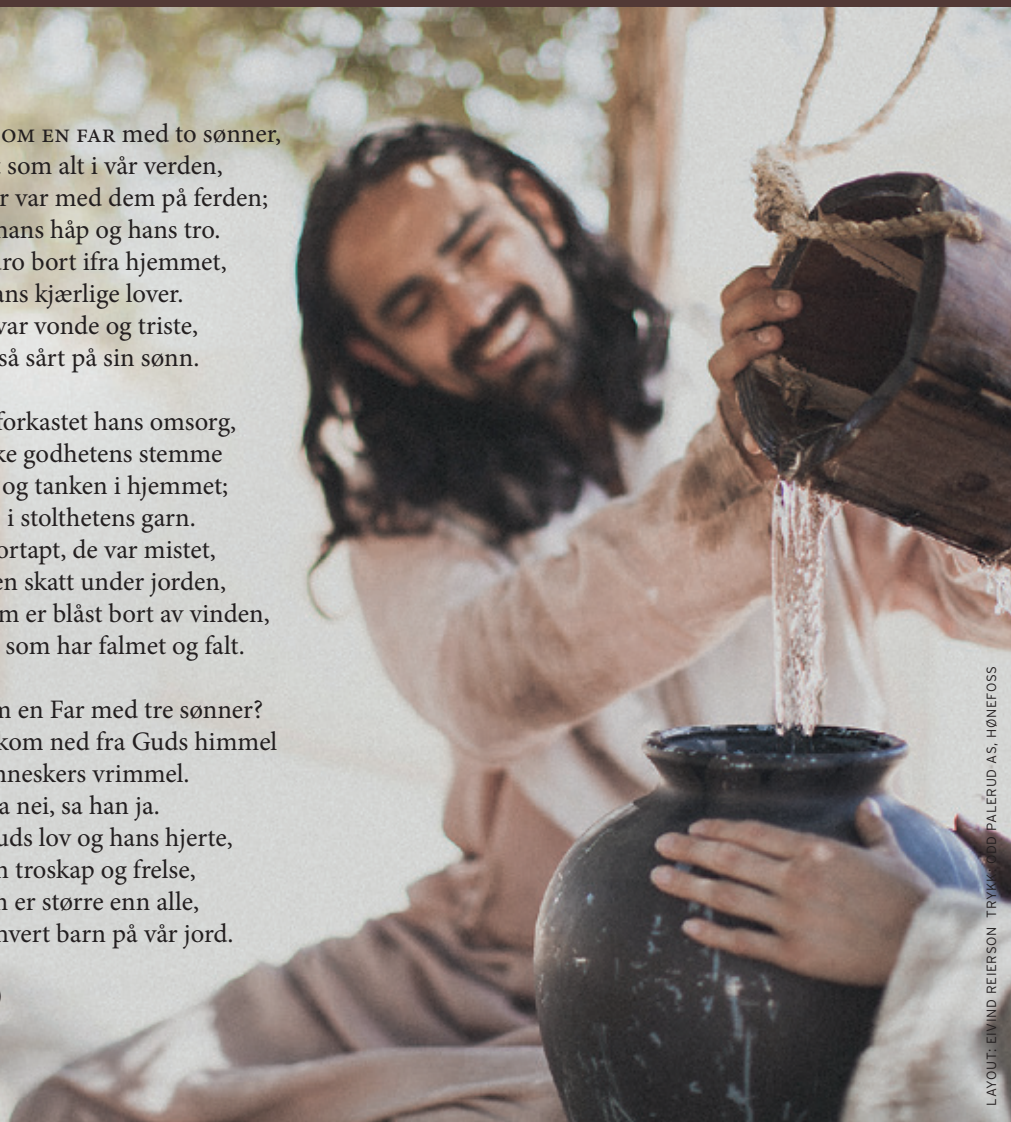 OM EN FAR med to sønner,
som alt i vår verden,
r var med dem på ferden;
hans håp og hans tro.
ro bort ifra hjemmet,
ans kjærlige lover.
var vonde og triste,
så sårt på sin sønn.
forkastet hans omsorg,
ke godhetens stemme
og tanken i hjemmet;
i stolthetens garn.
ortapt, de var mistet,
en skatt under jorden,
m er blåst bort av vinden,
som har falmet og falt.
m en Far med tre sønner?
kom ned fra Guds himmel
nneskers vrimmel.
a nei, sa han ja.
uds lov og hans hjerte,
n troskap og frelse,
n er større enn alle,
hvert barn på vår jord.
)
LAYOUT: EIVIND REIERSON TRYKK: ODD PALERUD AS, HØNEFOSS